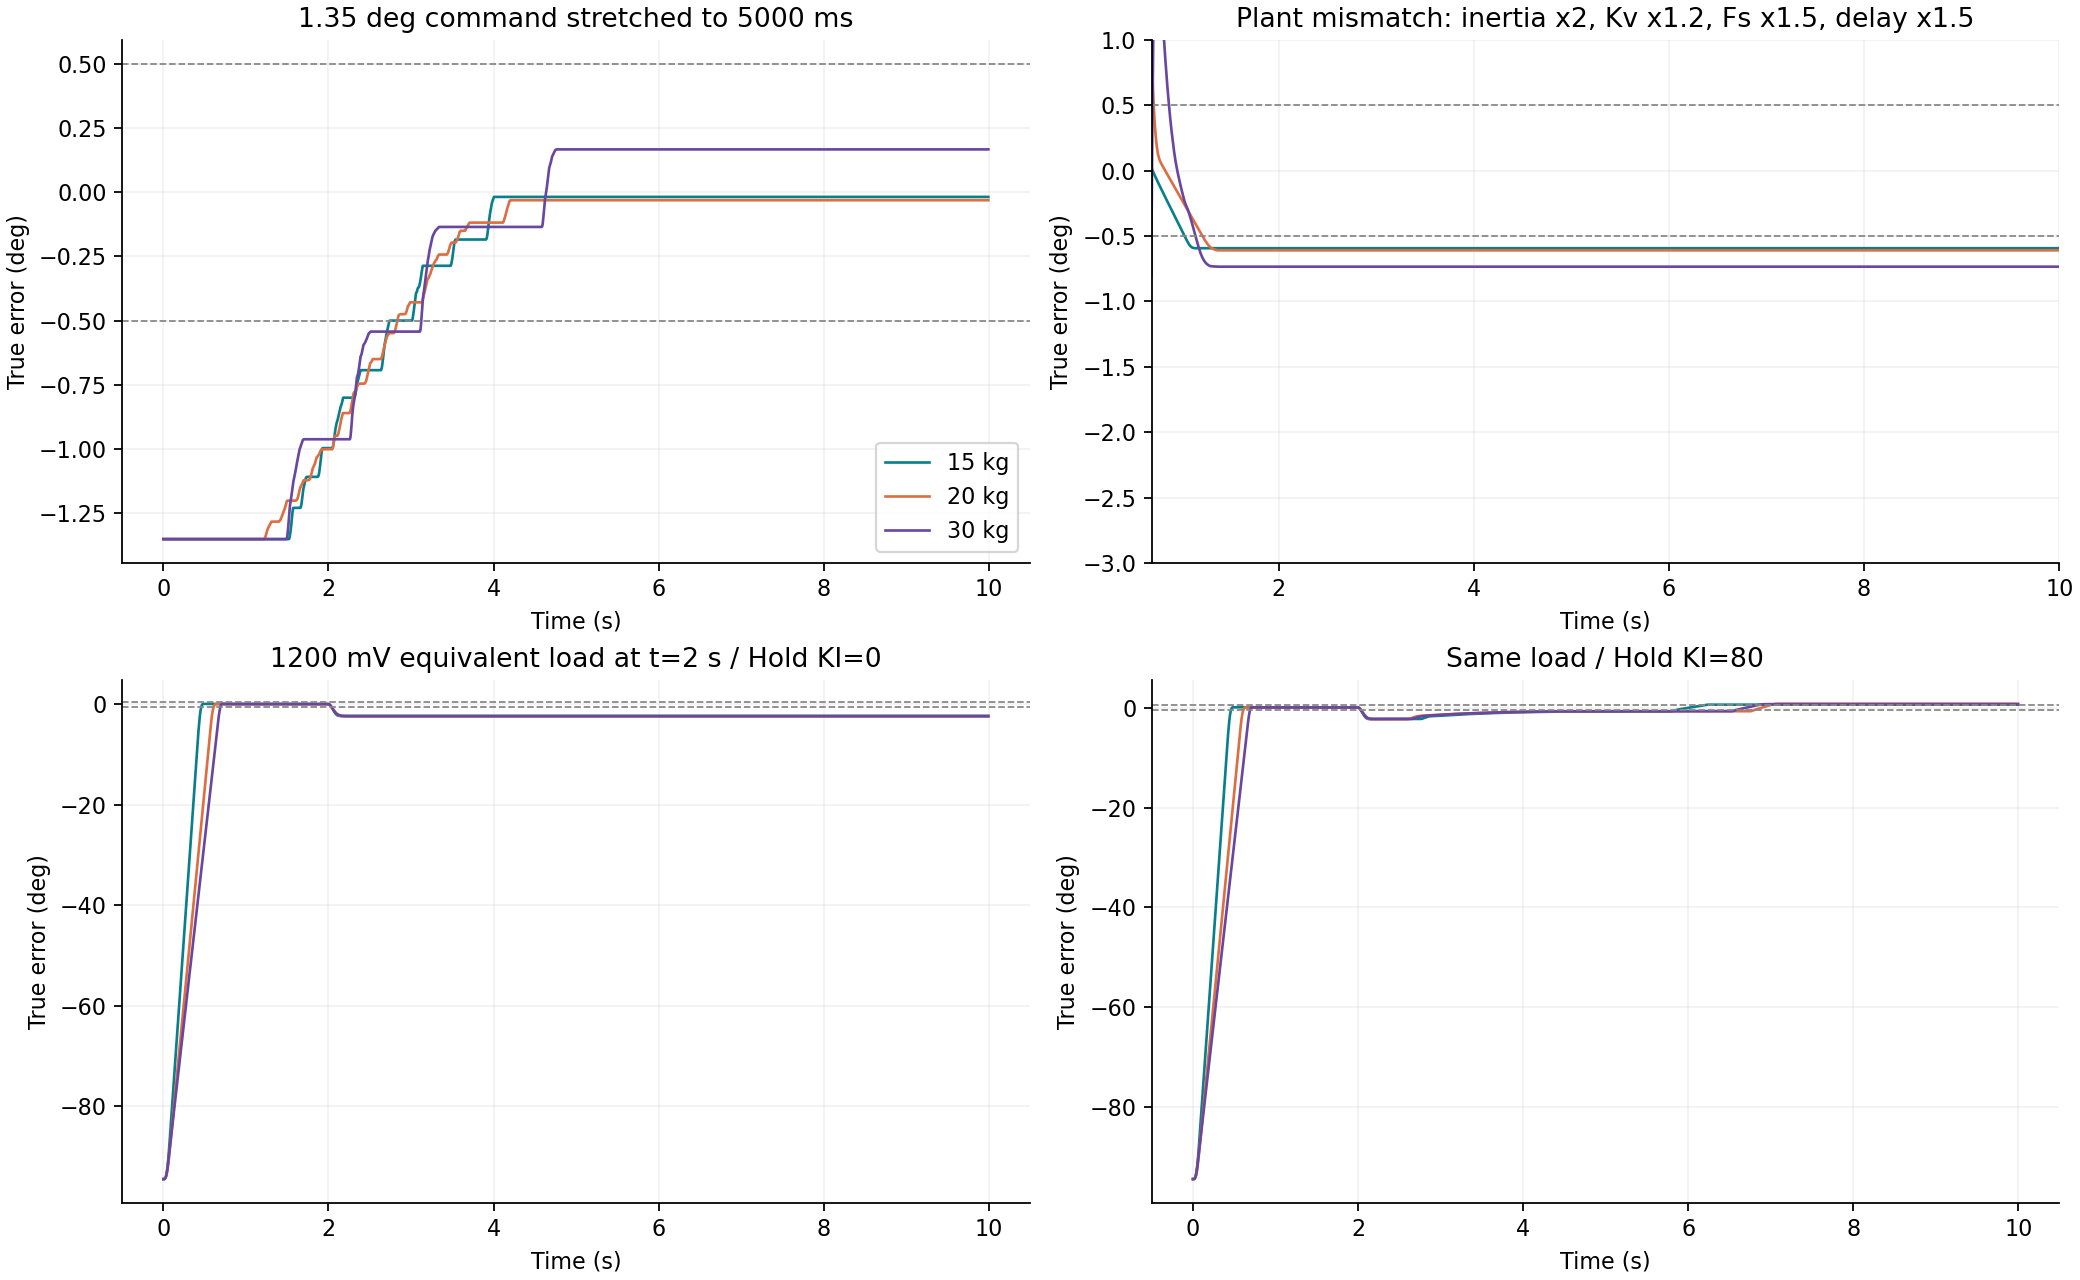 1.35 deg command stretched to 5000 ms
True error (deg)
0.50
0.25
0.00
−0.25
−0.50
−0.75
−1.00
−1.25
15 kg
20 kg
30 kg
0 2 4 6 8 10
Time (s)
Plant mismatch: inertia x2, Kv x1.2, Fs x1.5, delay x1.5
True error (deg)
1.0
0.5
0.0
−0.5
−1.0
−1.5
−2.0
−2.5
−3.0
2 4 6 8 10
Time (s)
1200 mV equivalent load at t=2 s / Hold KI=0
True error (deg)
0
−20
−40
−60
−80
0 2 4 6 8 10
Time (s)
Same load / Hold KI=80
True error (deg)
0
−20
−40
−60
−80
0 2 4 6 8 10
Time (s)